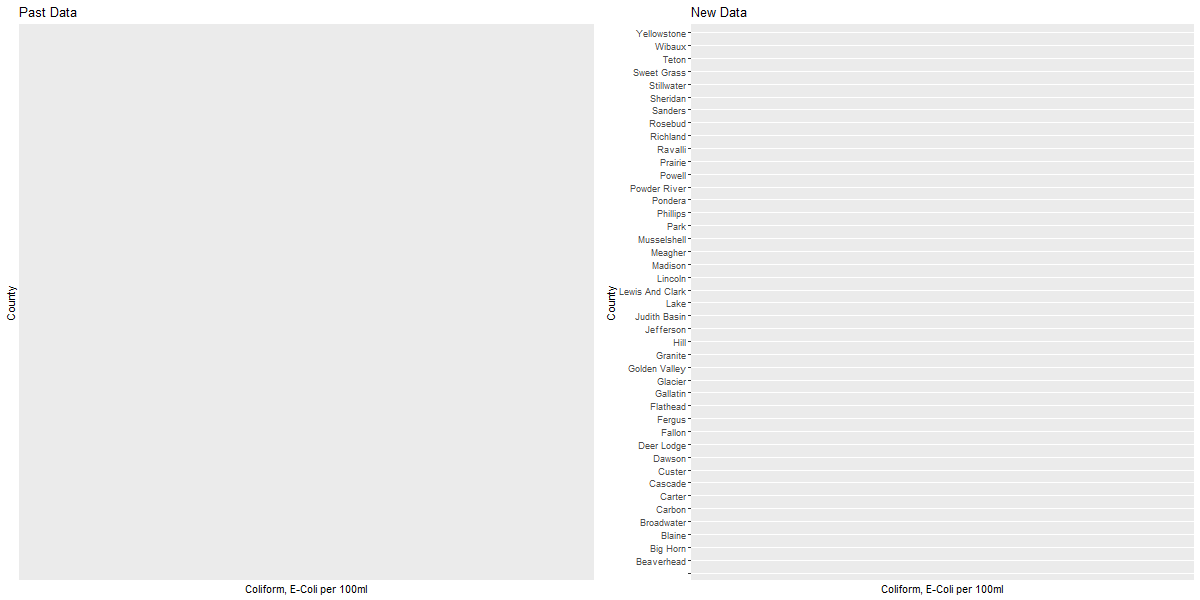 Past Data
County
Coliform, E-Coli per 100ml
New Data
County
Yellowstone
Wibaux
Teton
Sweet Grass
Stillwater
Sheridan
Sanders
Rosebud
Richland
Ravalli
Prairie
Powell
Powder River
Pondera
Phillips
Park
Musselshell
Meagher
Madison
Lincoln
Lewis And Clark
Lake
Judith Basin
Jefferson
Hill
Granite
Golden Valley
Glacier
Gallatin
Flathead
Fergus
Fallon
Deer Lodge
Dawson
Custer
Cascade
Carter
Carbon
Broadwater
Blaine
Big Horn
Beaverhead
Coliform, E-Coli per 100ml